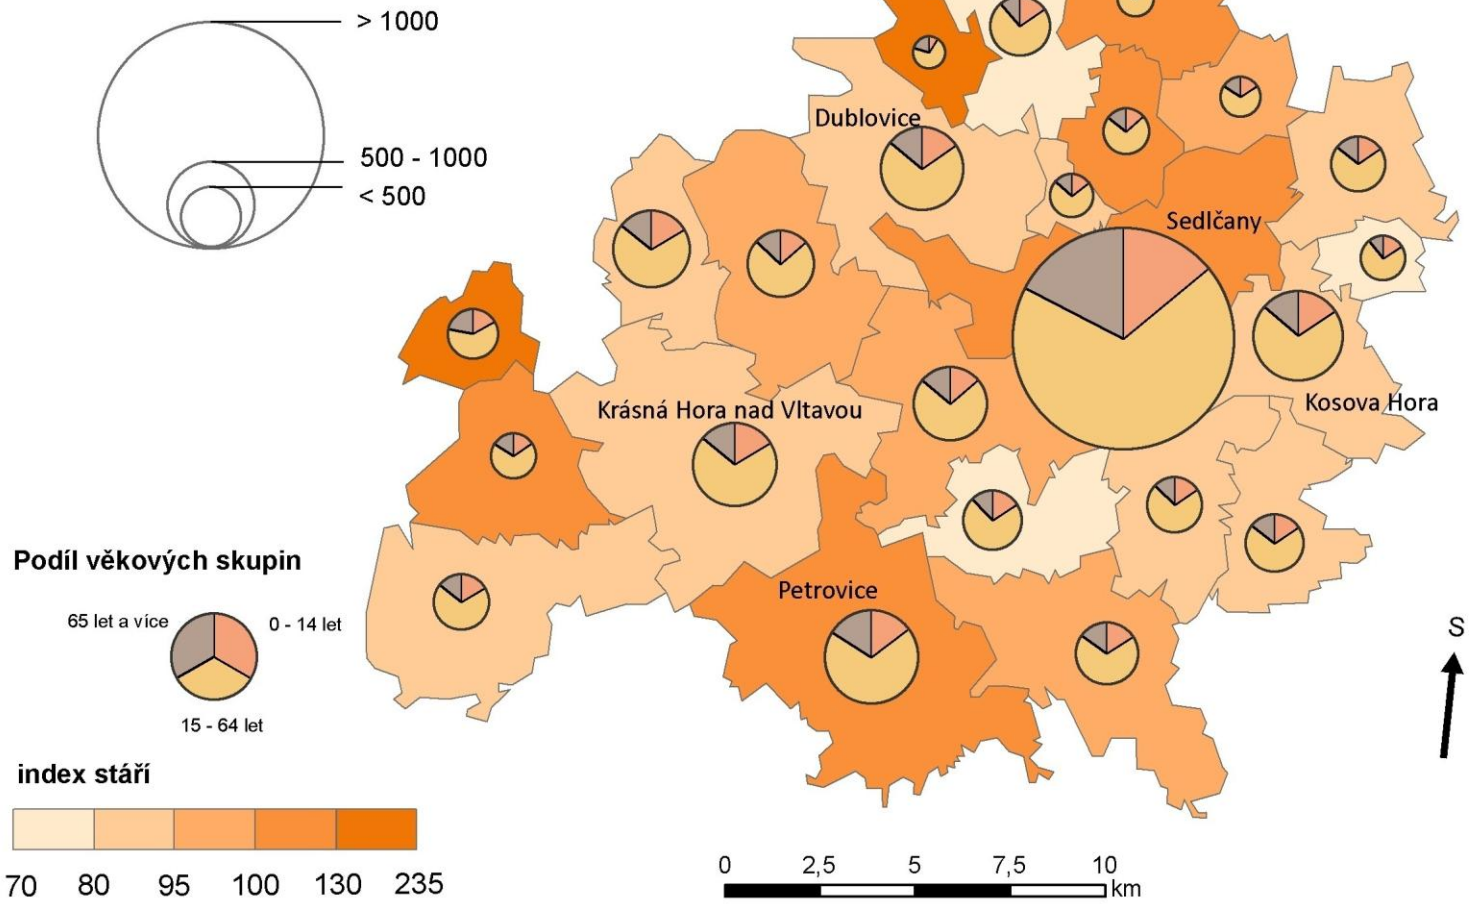 > 1000
500 - 1000
< 500
Dublovice
Sedlčany
Krásná Hora nad Vltavou
Kosova Hora
Petrovice
Podíl věkových skupin
65 let a více
0 - 14 let
15 - 64 let
S
index stáří
70 80 95 100 130 235
0 2,5 5 7,5 10
km